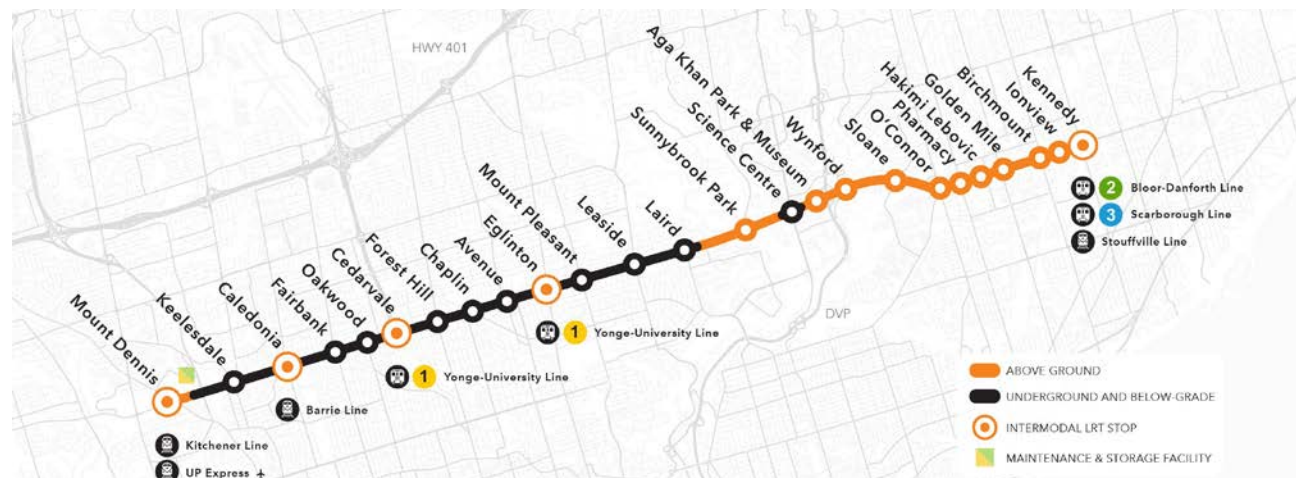 HWY 401
Mount Dennis
Keelesdale
Caledonia
Fairbank
Oakwood
Cedarvale
Forest Hill
Chaplin
Avenue
Eglinton
Mount Pleasant
Leaside
Laird
Sunnybrook Park
Science Centre
Aga Khan Park & Museum
Wynford
Sloane
O'Connor
Pharmacy
Hakimi Lebovic
Golden Mile
Birchmount
Ionview
Kennedy
2 Bloor-Danforth Line
3 Scarborough Line
Stouffville Line
DVP
1 Yonge-University Line
1 Yonge-University Line
Barrie Line
Kitchener Line
UP Express
ABOVE GROUND
UNDERGROUND AND BELOW-GRADE
INTERMODAL LRT STOP
MAINTENANCE & STORAGE FACILITY